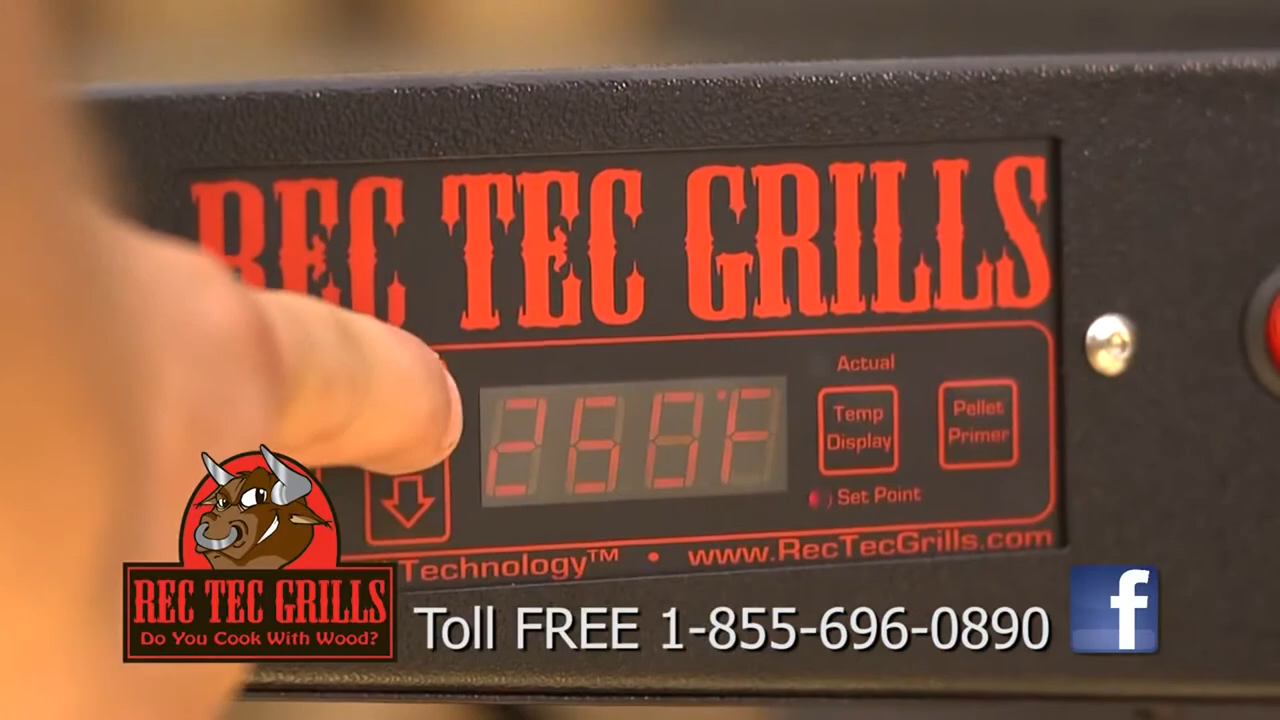 REC TEC GRILLS
Actual
Temp
Display
Pellet
Primer
260°F
Set Point
Technology™ • www.RecTecGrills.com
REC TEC GRILLS
Do You Cook With Wood?
Toll FREE 1-855-696-0890
f